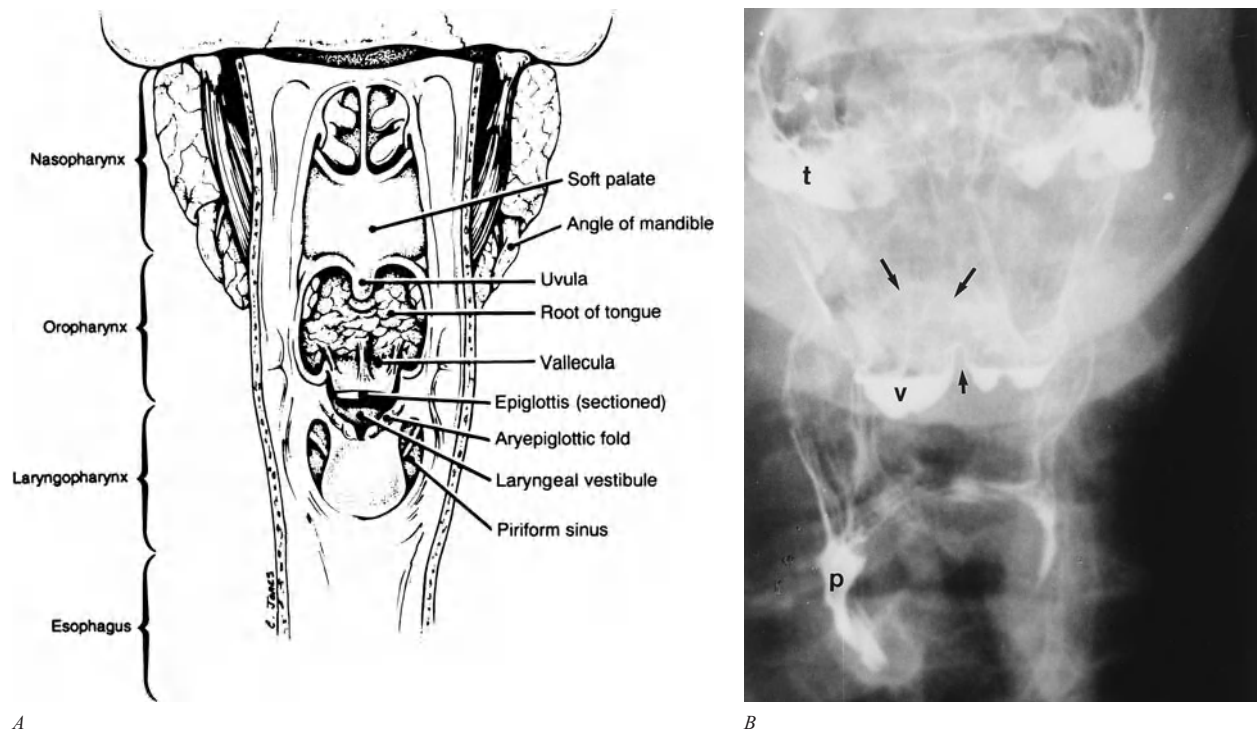 Nasopharynx
Oropharynx
Laryngopharynx
Esophagus
Soft palate
Angle of mandible
Uvula
Root of tongue
Vallecula
Epiglottis (sectioned)
Aryepiglottic fold
Laryngeal vestibule
Piriform sinus
C. Janes
A
t
v
p
B